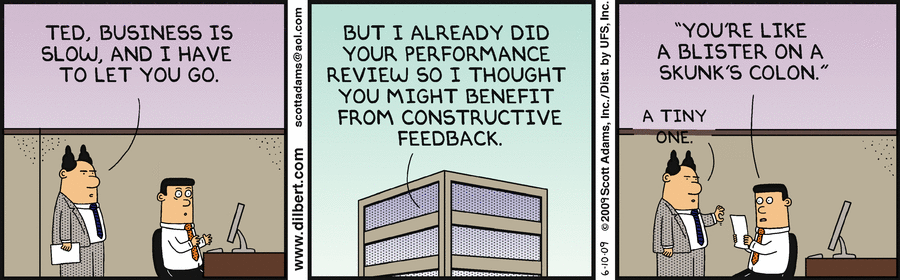 TED, BUSINESS IS
SLOW, AND I HAVE
TO LET YOU GO.
scottadams@aol.com
www.dilbert.com
BUT I ALREADY DID
YOUR PERFORMANCE
REVIEW SO I THOUGHT
YOU MIGHT BENEFIT
FROM CONSTRUCTIVE
FEEDBACK.
6-10-09 ©2009 Scott Adams, Inc./Dist. by UFS, Inc.
"YOU'RE LIKE
A BLISTER ON A
SKUNK'S COLON."
A TINY
ONE.